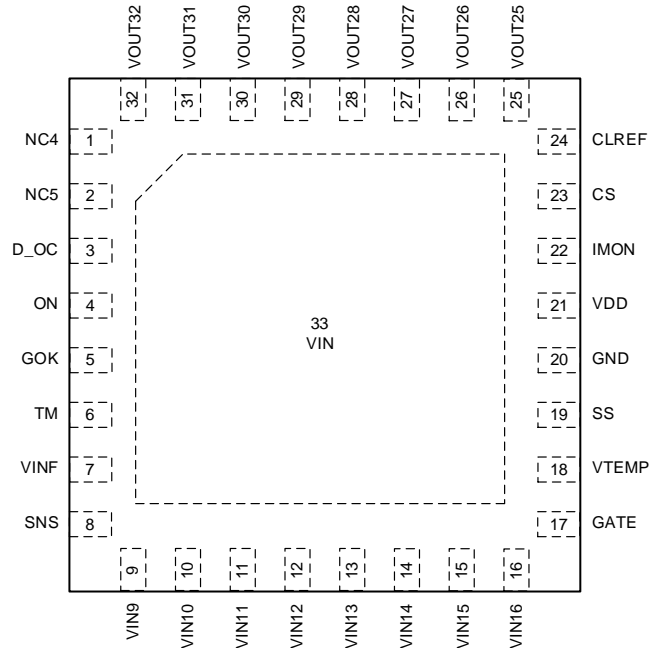 VOUT32 VOUT31 VOUT30 VOUT29 VOUT28 VOUT27 VOUT26 VOUT25
32 31 30 29 28 27 26 25
NC4 1 24 CLREF
NC5 2 23 CS
D_OC 3 22 IMON
ON 4 21 VDD
33
VIN
GOK 5 20 GND
TM 6 19 SS
VINF 7 18 VTEMP
SNS 8 17 GATE
9 10 11 12 13 14 15 16
VIN9 VIN10 VIN11 VIN12 VIN13 VIN14 VIN15 VIN16